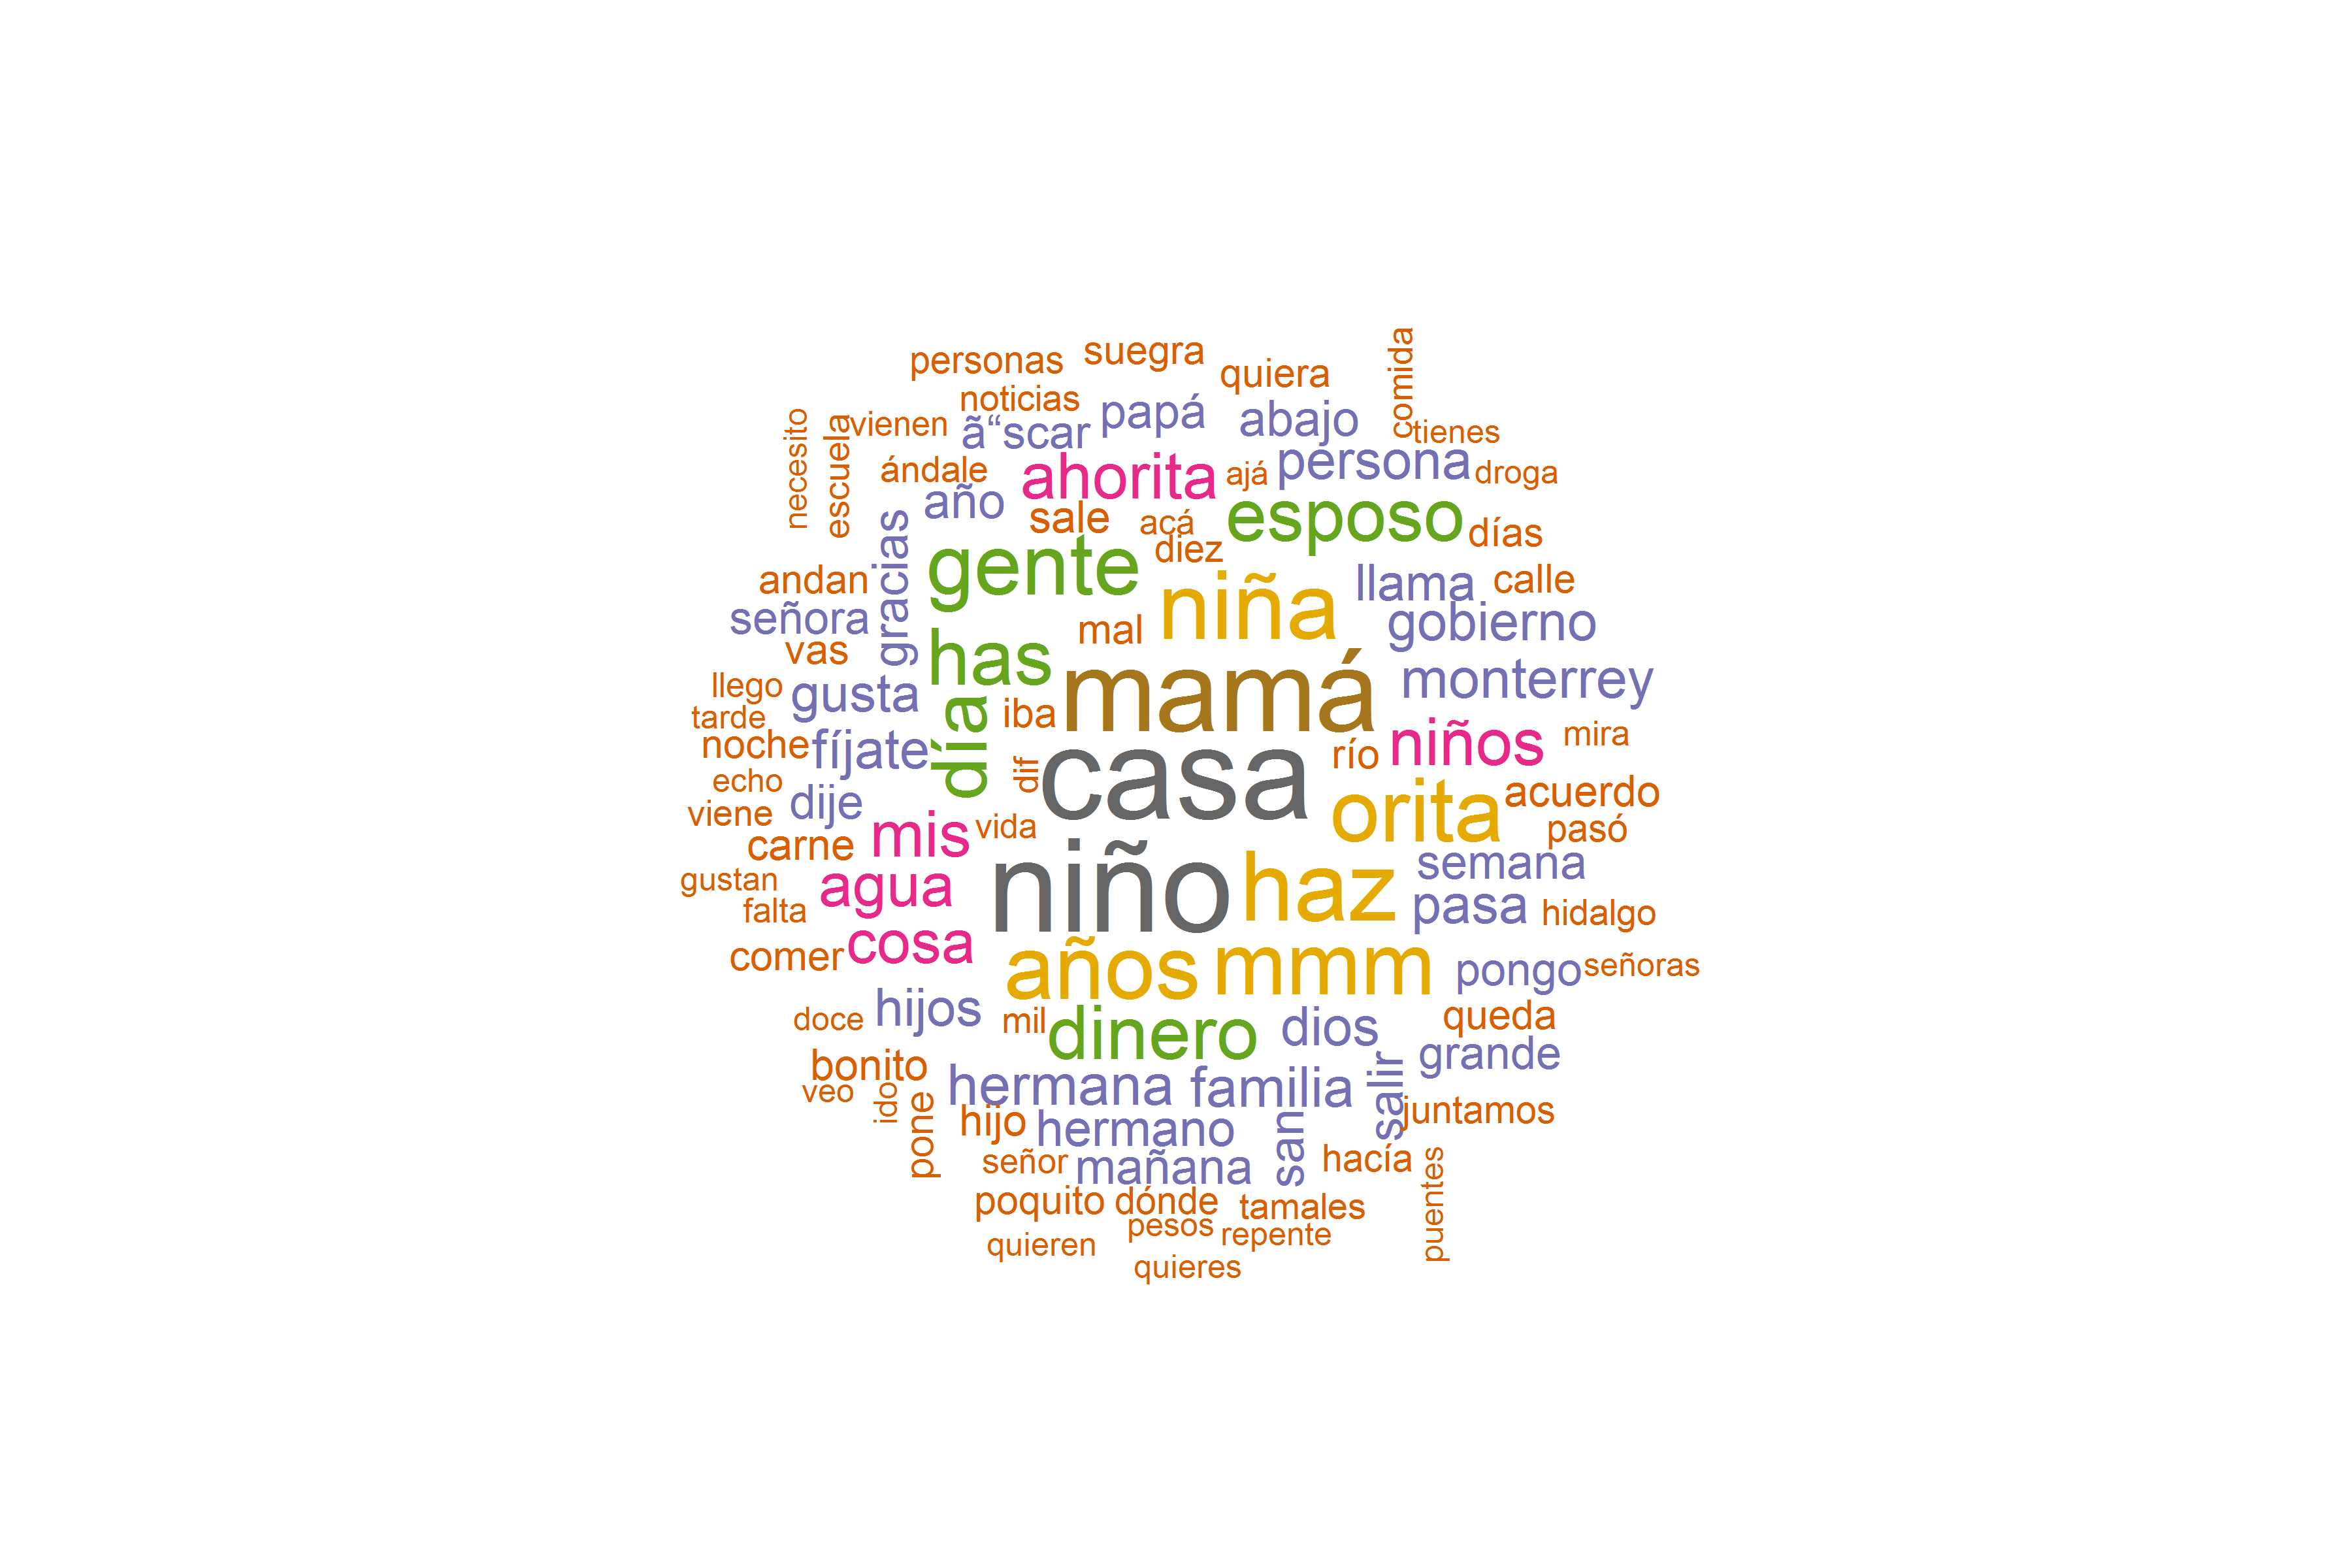 comida
personas
suegra
quiera
noticias
papá
abajo
necesito
escuela
vienen
ã“scar
tienes
ándale
ahorita
ajá
persona
droga
año
sale
acá
esposo
días
gracias
gente
diez
andan
niña
llama
calle
señora
mal
gobierno
vas
has
mamá
monterrey
llego
gusta
día
iba
tarde
noche
fíjate
río
niños
mira
echo
dif
casa
viene
dije
orita
acuerdo
carne
mis
vida
pasó
gustan
agua
niño
haz
semana
falta
pasa
hidalgo
comer
cosa
años
mmm
pongo
señoras
doce
hijos
mil
dinero
dios
queda
bonito
grande
veo
ido
hermana
familia
salir
pone
hijo
hermano
san
juntamos
señor
mañana
hacía
puentes
poquito
dónde
tamales
pesos
repente
quieren
quieres